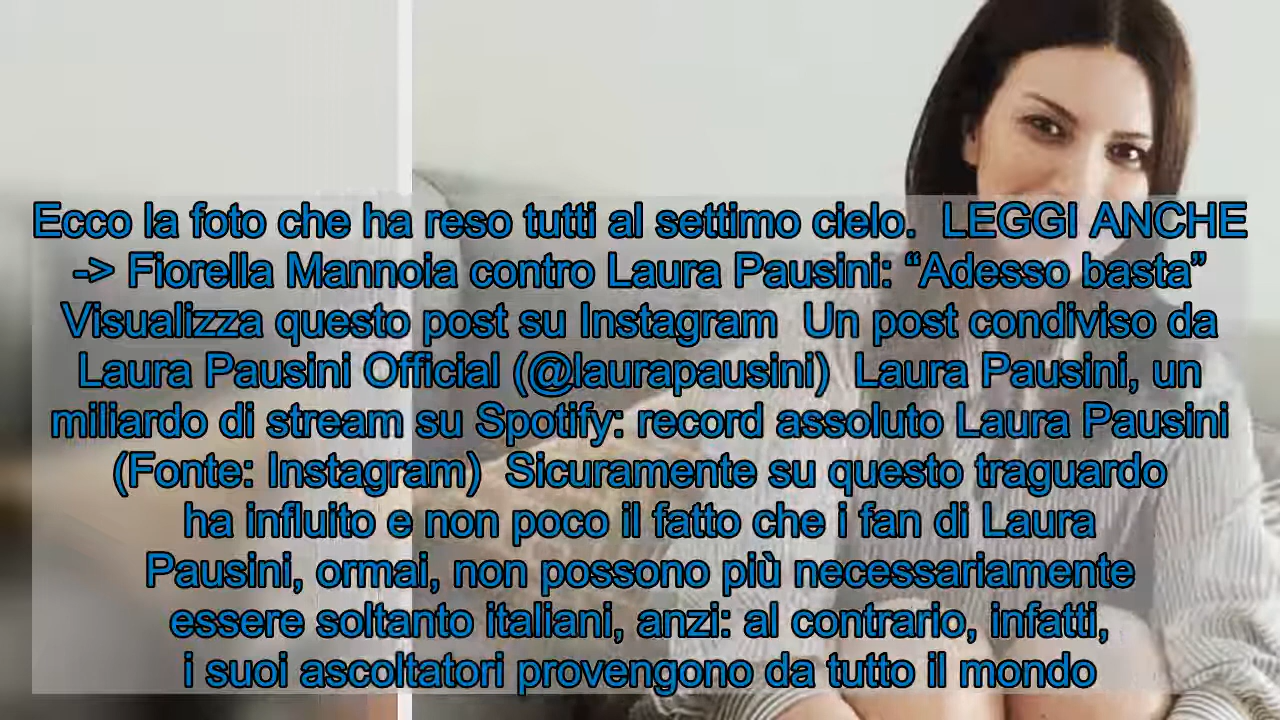 Ecco la foto che ha reso tutti al settimo cielo.  LEGGI ANCHE
-> Fiorella Mannoia contro Laura Pausini: “Adesso basta”
Visualizza questo post su Instagram  Un post condiviso da
Laura Pausini Official (@laurapausini)  Laura Pausini, un
miliardo di stream su Spotify: record assoluto Laura Pausini
(Fonte: Instagram)  Sicuramente su questo traguardo
ha influito e non poco il fatto che i fan di Laura
Pausini, ormai, non possono più necessariamente
essere soltanto italiani, anzi: al contrario, infatti,
i suoi ascoltatori provengono da tutto il mondo